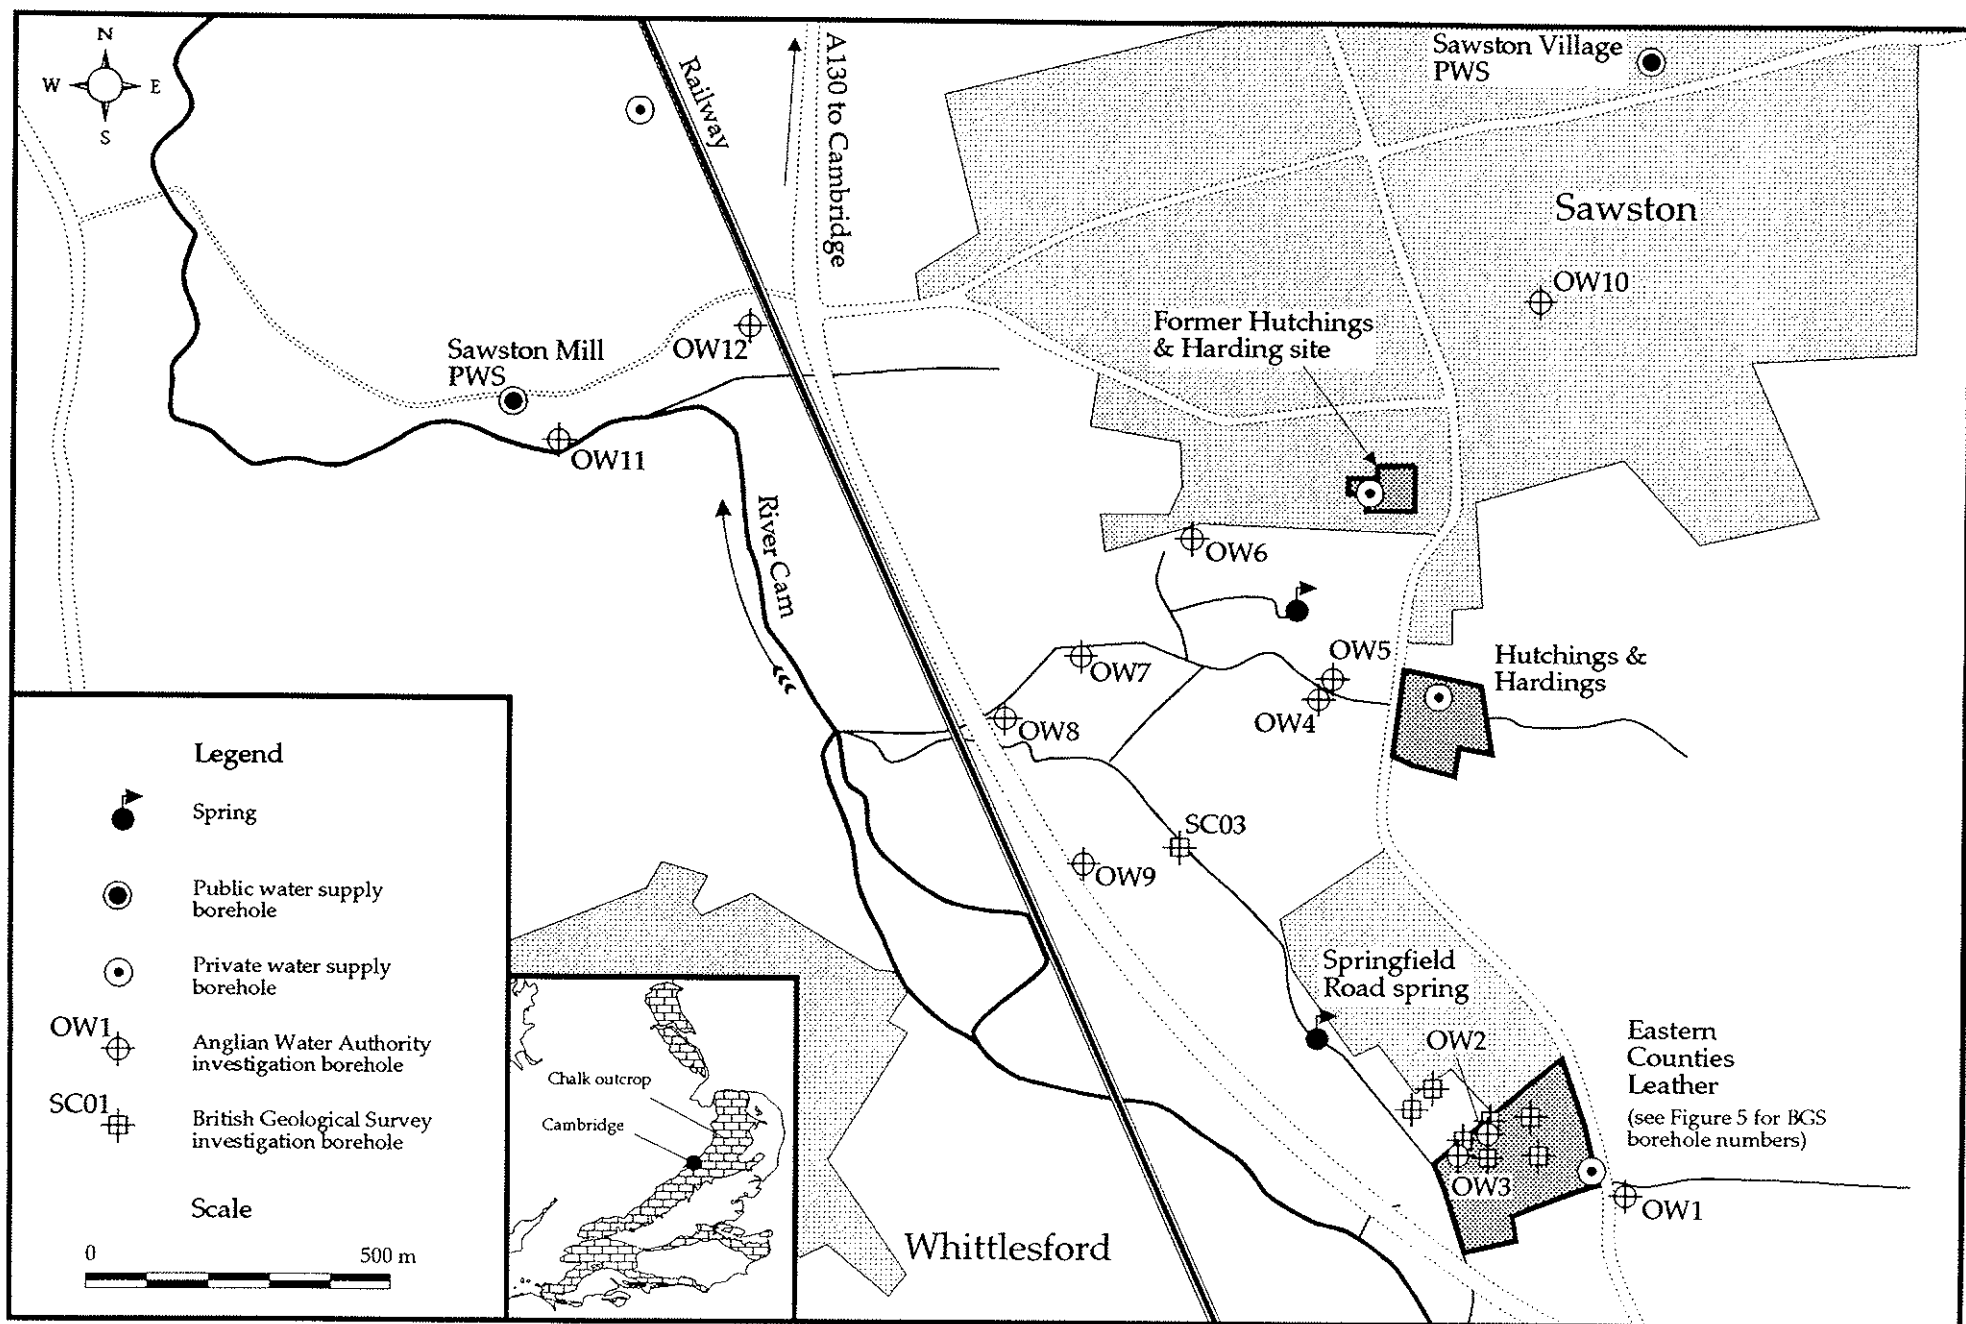 N
W E
S
Railway
A130 to Cambridge
Sawston Village
PWS
Sawston
OW10
Former Hutchings
& Harding site
Sawston Mill
PWS
OW12
OW11
River Cam
OW6
OW7
OW5
OW4
OW8
Hutchings &
Hardings
SC03
OW9
Springfield
Road spring
OW2
OW3
Eastern
Counties
Leather
(see Figure 5 for BGS
borehole numbers)
OW1
Whittlesford
Legend
Spring
Public water supply
borehole
Private water supply
borehole
OW1
Anglian Water Authority
investigation borehole
SC01
British Geological Survey
investigation borehole
Scale
0 500 m
Chalk outcrop
Cambridge